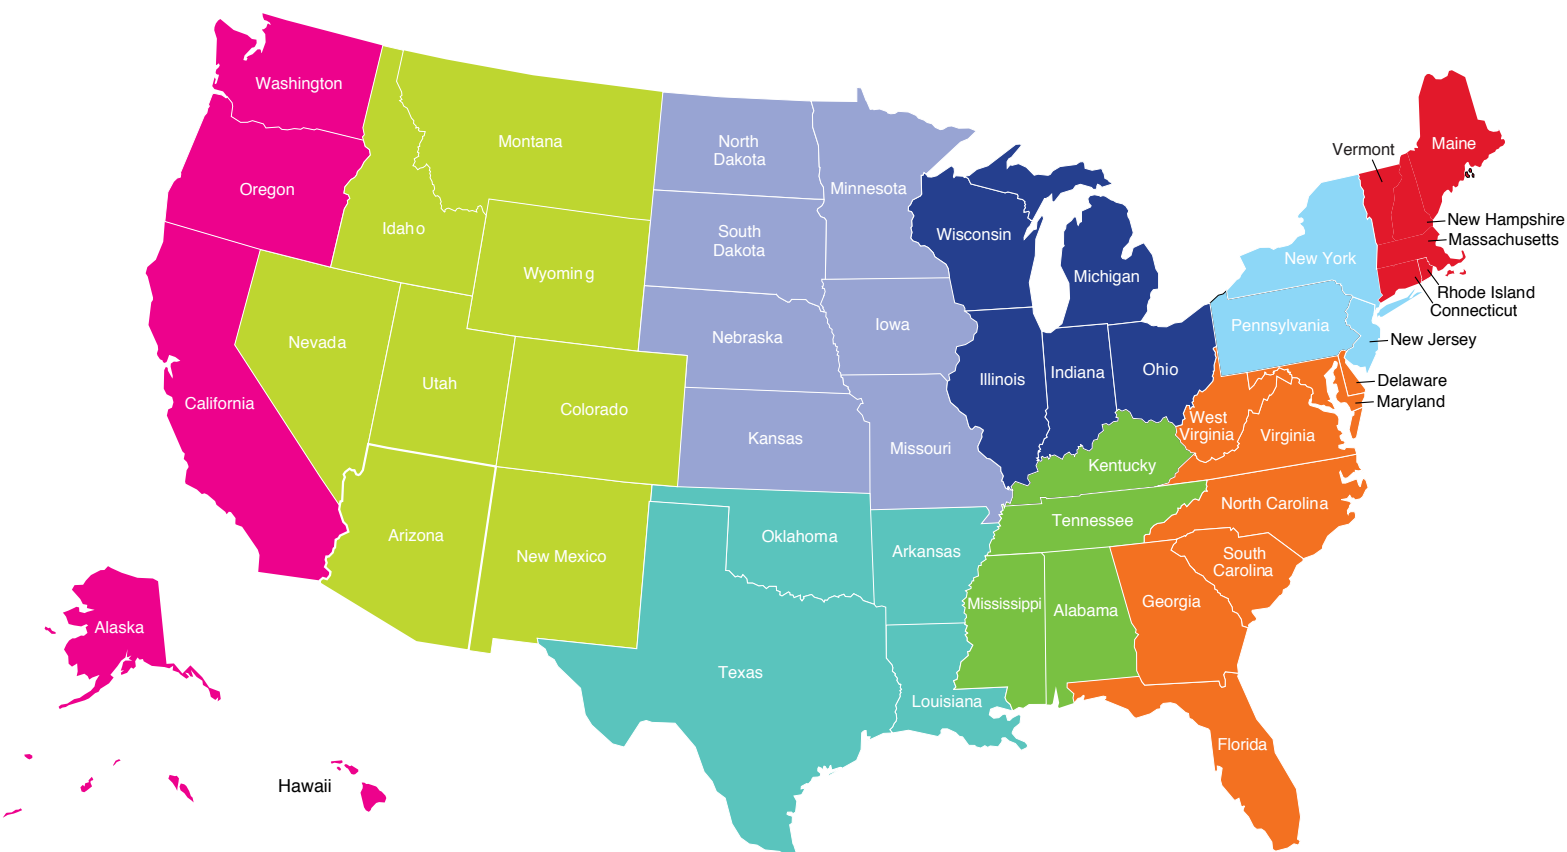 Washington
Montana
North
Dakota
Minnesota
Vermont
Maine
Oregon
Idaho
South
Dakota
Wisconsin
New Hampshire
Massachusetts
Wyoming
Michigan
New York
Rhode Island
Connecticut
Nevada
Nebraska
Iowa
Pennsylvania
New Jersey
Utah
Illinois
Indiana
Ohio
Delaware
Maryland
California
Colorado
Kansas
Missouri
West
Virginia
Virginia
Kentucky
North Carolina
Tennessee
Arizona
New Mexico
Oklahoma
Arkansas
South
Carolina
Mississippi
Alabama
Georgia
Alaska
Texas
Louisiana
Florida
Hawaii